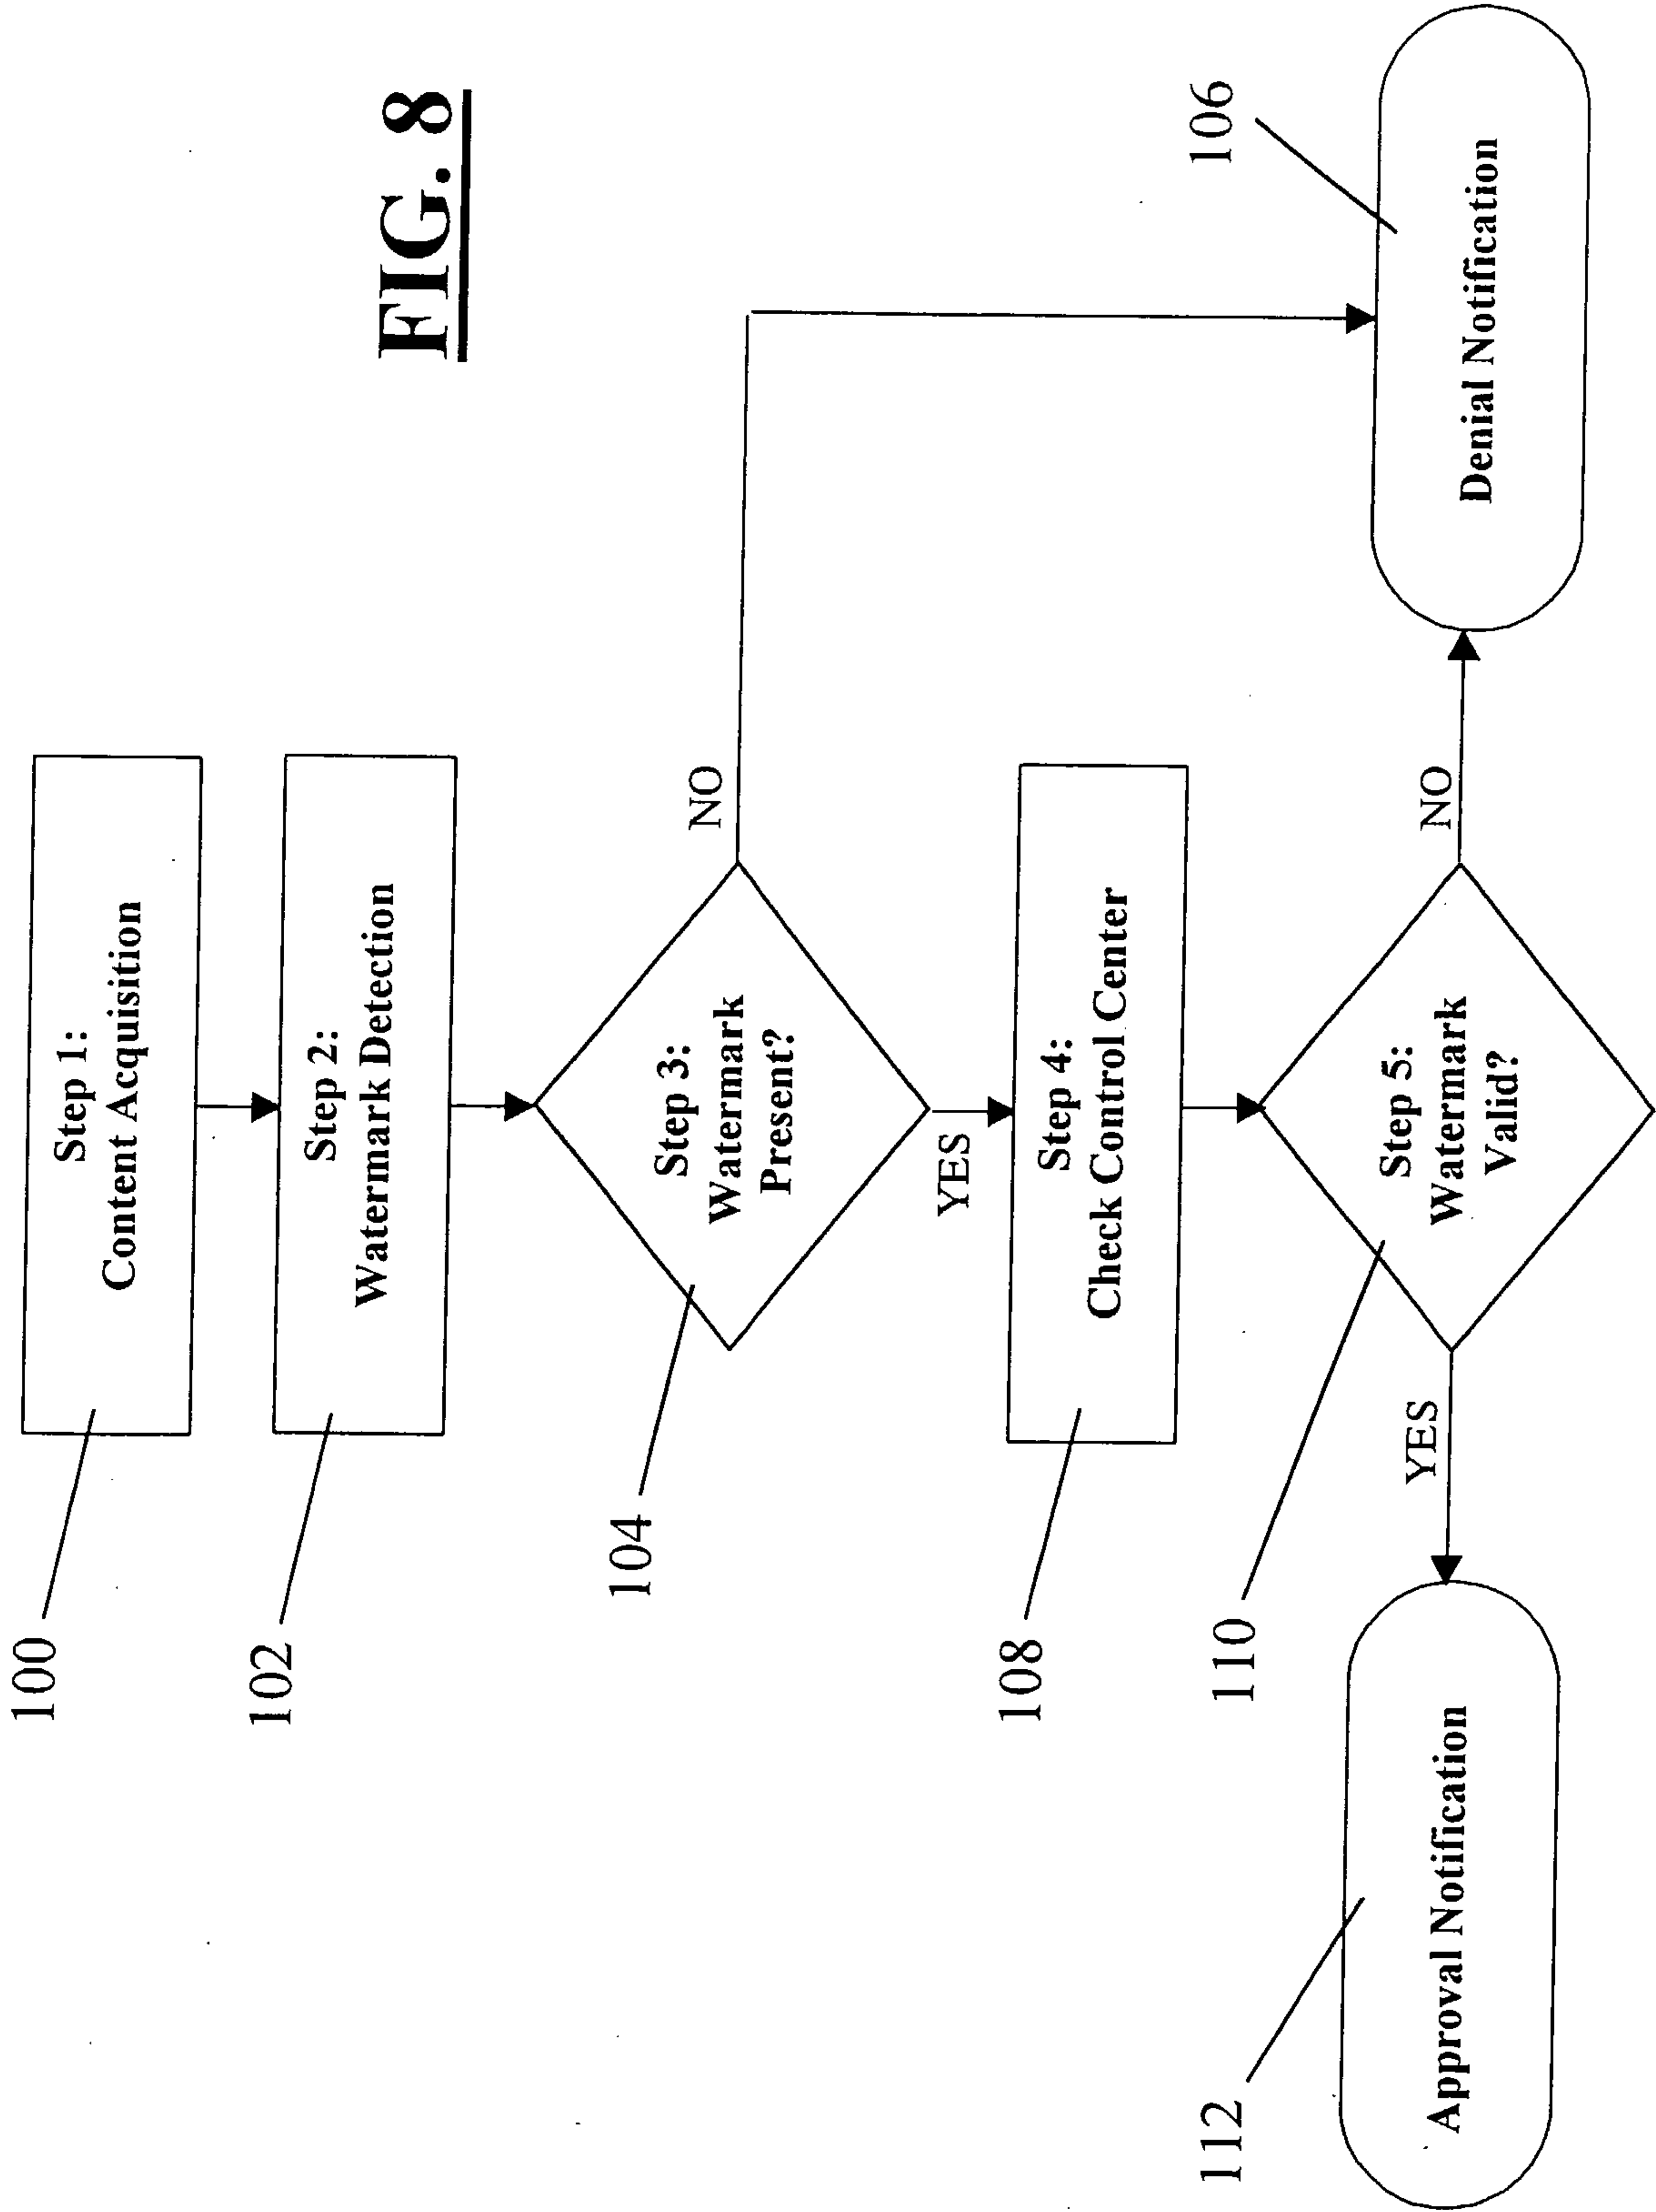 FIG. 8
100
Step 1:
Content Acquisition
102
Step 2:
Watermark Detection
104
Step 3:
Watermark
Present?
NO
YES
108
Step 4:
Check Control Center
110
Step 5:
Watermark
Valid?
YES
NO
112
Approval Notification
106
Denial Notification